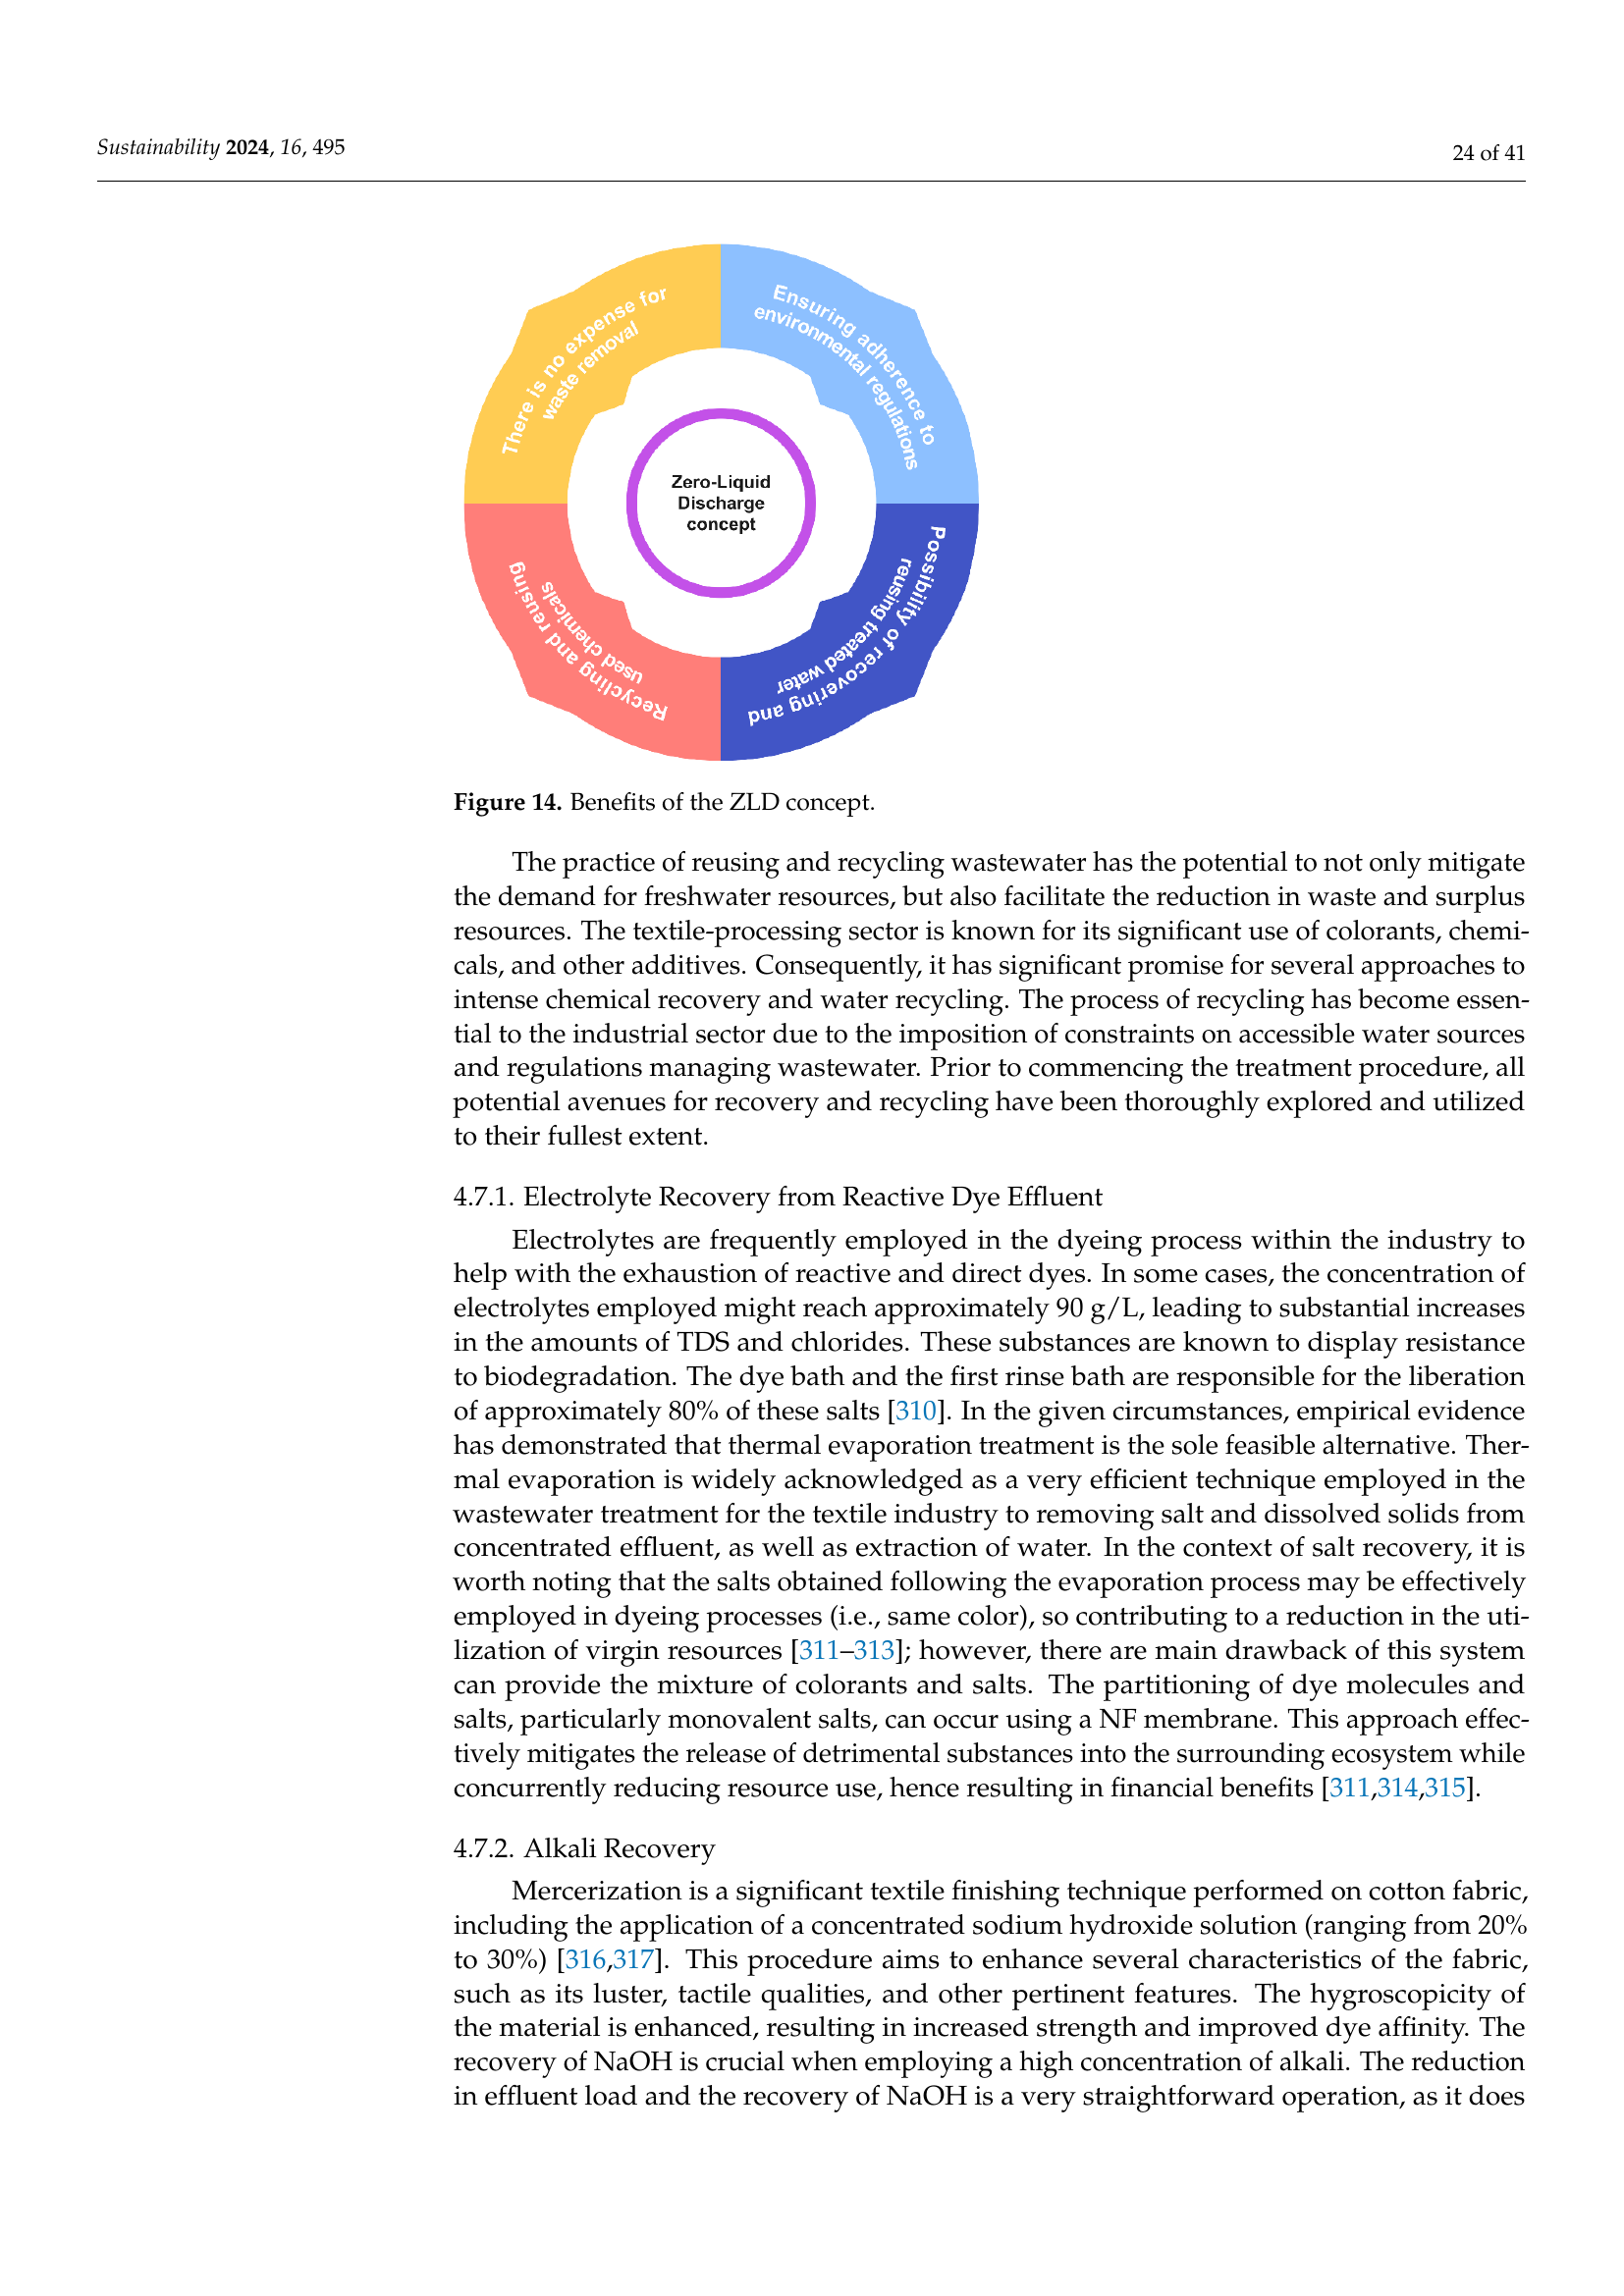 Sustainability 2024, 16, 495
24 of 41
There is no expense for
waste removal
Ensuring adherence to
environmental regulations
Zero-Liquid
Discharge
concept
Recycling and reusing
used chemicals
Possibility of recovering and
reusing treated water
Figure 14. Benefits of the ZLD concept.
The practice of reusing and recycling wastewater has the potential to not only mitigate
the demand for freshwater resources, but also facilitate the reduction in waste and surplus
resources. The textile-processing sector is known for its significant use of colorants, chemi-
cals, and other additives. Consequently, it has significant promise for several approaches to
intense chemical recovery and water recycling. The process of recycling has become essen-
tial to the industrial sector due to the imposition of constraints on accessible water sources
and regulations managing wastewater. Prior to commencing the treatment procedure, all
potential avenues for recovery and recycling have been thoroughly explored and utilized
to their fullest extent.
4.7.1. Electrolyte Recovery from Reactive Dye Effluent
Electrolytes are frequently employed in the dyeing process within the industry to
help with the exhaustion of reactive and direct dyes. In some cases, the concentration of
electrolytes employed might reach approximately 90 g/L, leading to substantial increases
in the amounts of TDS and chlorides. These substances are known to display resistance
to biodegradation. The dye bath and the first rinse bath are responsible for the liberation
of approximately 80% of these salts [310]. In the given circumstances, empirical evidence
has demonstrated that thermal evaporation treatment is the sole feasible alternative. Ther-
mal evaporation is widely acknowledged as a very efficient technique employed in the
wastewater treatment for the textile industry to removing salt and dissolved solids from
concentrated effluent, as well as extraction of water. In the context of salt recovery, it is
worth noting that the salts obtained following the evaporation process may be effectively
employed in dyeing processes (i.e., same color), so contributing to a reduction in the uti-
lization of virgin resources [311–313]; however, there are main drawback of this system
can provide the mixture of colorants and salts. The partitioning of dye molecules and
salts, particularly monovalent salts, can occur using a NF membrane. This approach effec-
tively mitigates the release of detrimental substances into the surrounding ecosystem while
concurrently reducing resource use, hence resulting in financial benefits [311,314,315].
4.7.2. Alkali Recovery
Mercerization is a significant textile finishing technique performed on cotton fabric,
including the application of a concentrated sodium hydroxide solution (ranging from 20%
to 30%) [316,317]. This procedure aims to enhance several characteristics of the fabric,
such as its luster, tactile qualities, and other pertinent features. The hygroscopicity of
the material is enhanced, resulting in increased strength and improved dye affinity. The
recovery of NaOH is crucial when employing a high concentration of alkali. The reduction
in effluent load and the recovery of NaOH is a very straightforward operation, as it does